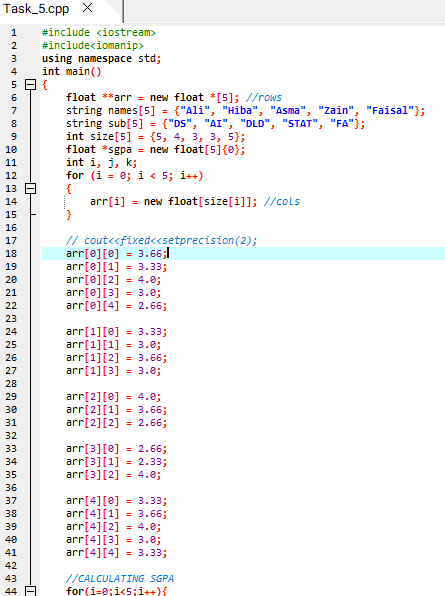 Task_5.cpp
1 #include <iostream>
2 #include<iomanip>
3 using namespace std;
4 int main()
5 {
6 float **arr = new float *[5]; //rows
7 string names[5] = {"Ali", "Hiba", "Asma", "Zain", "Faisal"};
8 string sub[5] = {"DS", "AI", "DLD", "STAT", "FA"};
9 int size[5] = {5, 4, 3, 3, 5};
10 float *sgpa = new float[5]{0};
11 int i, j, k;
12 for (i = 0; i < 5; i++)
13 {
14 arr[i] = new float[size[i]]; //cols
15 }
16
17 // cout<<fixed<<setprecision(2);
18 arr[0][0] = 3.66;
19 arr[0][1] = 3.33;
20 arr[0][2] = 4.0;
21 arr[0][3] = 3.0;
22 arr[0][4] = 2.66;
23
24 arr[1][0] = 3.33;
25 arr[1][1] = 3.0;
26 arr[1][2] = 3.66;
27 arr[1][3] = 3.0;
28
29 arr[2][0] = 4.0;
30 arr[2][1] = 3.66;
31 arr[2][2] = 2.66;
32
33 arr[3][0] = 2.66;
34 arr[3][1] = 2.33;
35 arr[3][2] = 4.0;
36
37 arr[4][0] = 3.33;
38 arr[4][1] = 3.66;
39 arr[4][2] = 4.0;
40 arr[4][3] = 3.0;
41 arr[4][4] = 3.33;
42
43 //CALCULATING SGPA
44 for(i=0;i<5;i++){